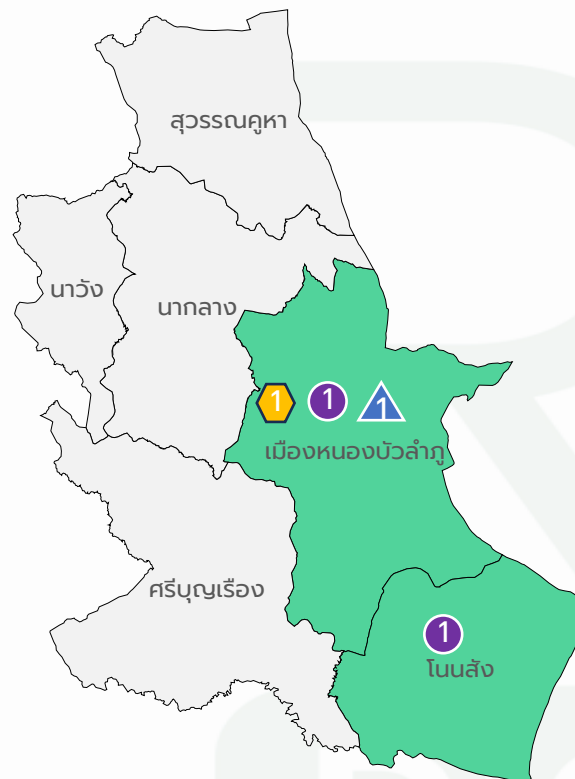 สุวรรณคูหา
นาวัง
นากลาง
1 1 1
เมืองหนองบัวลำภู
ศรีบุญเรือง
1
โนนสัง